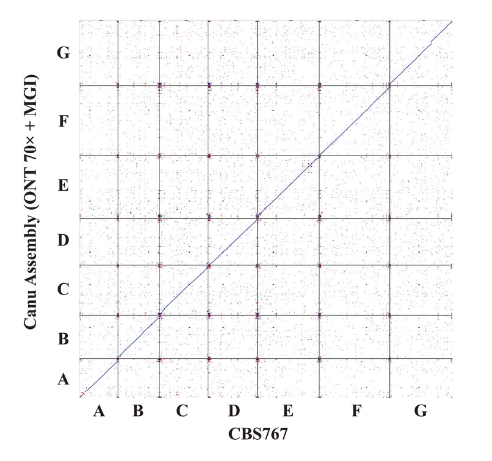 G
F
E
D
C
B
A
Canu Assembly (ONT 70× + MGI)
A B C D E F G
CBS767